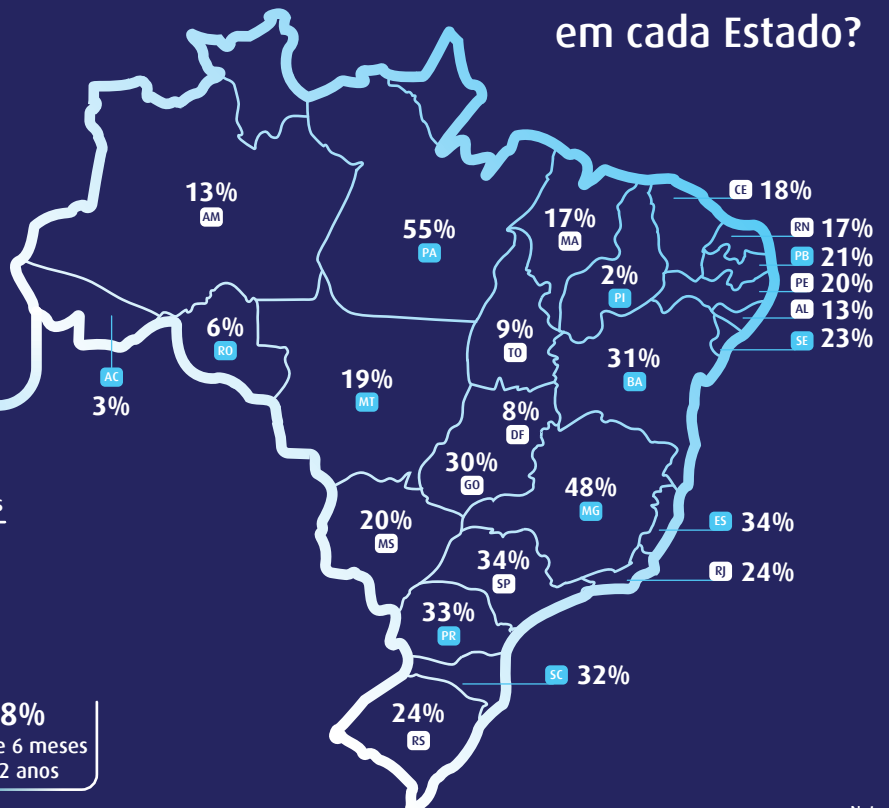 em cada Estado?
CE 18%
13%
AM
55%
PA
17%
MA
RN 17%
PB 21%
2%
PI
PE 20%
AL 13%
SE 23%
6%
RO
9%
TO
31%
BA
AC
3%
19%
MT
8%
DF
30%
GO
48%
MG
20%
MS
ES 34%
34%
SP
RJ 24%
33%
PR
SC 32%
24%
RS
8%
e 6 meses
2 anos